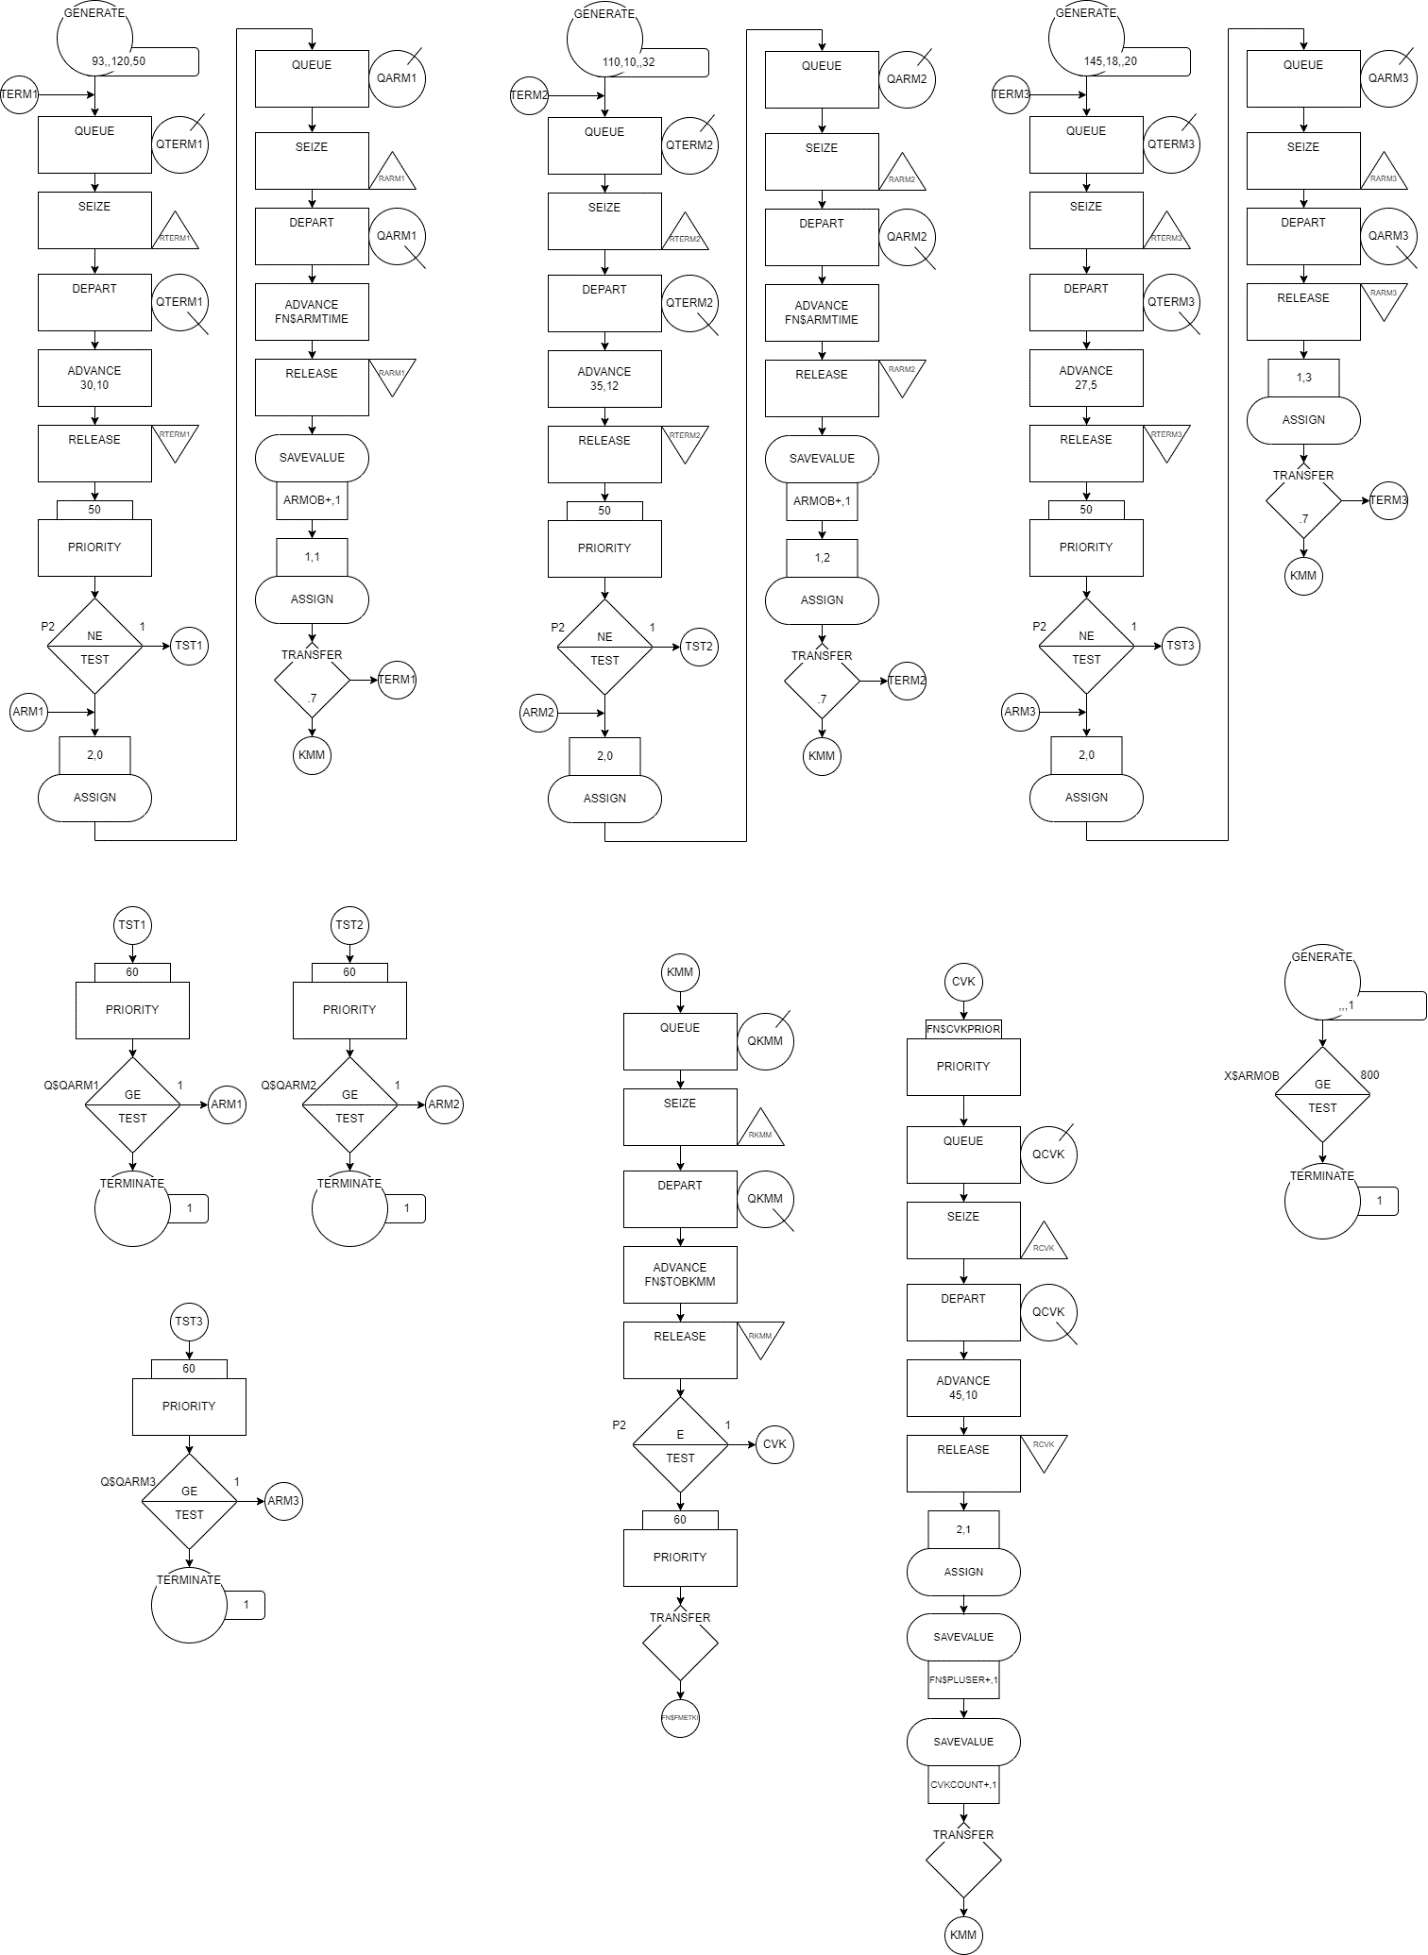 GENERATE
93,,120,50
TERM1
QUEUE
QTERM1
SEIZE
RTERM1
DEPART
QTERM1
ADVANCE
30,10
RELEASE
RTERM1
50
PRIORITY
P2
NE
1
TEST
TST1
ARM1
2,0
ASSIGN
QUEUE
QARM1
SEIZE
RARM1
DEPART
QARM1
ADVANCE
FN$ARMTIME
RELEASE
RARM1
SAVEVALUE
ARMOB+,1
1,1
ASSIGN
TRANSFER
.7
TERM1
KMM
GENERATE
110,10,,32
TERM2
QUEUE
QTERM2
SEIZE
RTERM2
DEPART
QTERM2
ADVANCE
35,12
RELEASE
RTERM2
50
PRIORITY
P2
NE
1
TEST
TST2
ARM2
2,0
ASSIGN
QUEUE
QARM2
SEIZE
RARM2
DEPART
QARM2
ADVANCE
FN$ARMTIME
RELEASE
RARM2
SAVEVALUE
ARMOB+,1
1,2
ASSIGN
TRANSFER
.7
TERM2
KMM
GENERATE
145,18,,20
TERM3
QUEUE
QTERM3
SEIZE
RTERM3
DEPART
QTERM3
ADVANCE
27,5
RELEASE
RTERM3
50
PRIORITY
P2
NE
1
TEST
TST3
ARM3
2,0
ASSIGN
QUEUE
QARM3
SEIZE
RARM3
DEPART
QARM3
RELEASE
RARM3
1,3
ASSIGN
TRANSFER
.7
TERM3
KMM
TST1
60
PRIORITY
Q$QARM1
GE
1
TEST
ARM1
TERMINATE
1
TST2
60
PRIORITY
Q$QARM2
GE
1
TEST
ARM2
TERMINATE
1
TST3
60
PRIORITY
Q$QARM3
GE
1
TEST
ARM3
TERMINATE
1
KMM
QUEUE
QKMM
SEIZE
RKMM
DEPART
QKMM
ADVANCE
FN$TOBKMM
RELEASE
RKMM
P2
E
1
TEST
CVK
60
PRIORITY
TRANSFER
FN$FMETKI
CVK
FN$CVKPRIOR
PRIORITY
QUEUE
QCVK
SEIZE
RCVK
DEPART
QCVK
ADVANCE
45,10
RELEASE
RCVK
2,1
ASSIGN
SAVEVALUE
FN$PLUSER+,1
SAVEVALUE
CVKCOUNT+,1
TRANSFER
KMM
GENERATE
,,,1
X$ARMOB
GE
800
TEST
TERMINATE
1